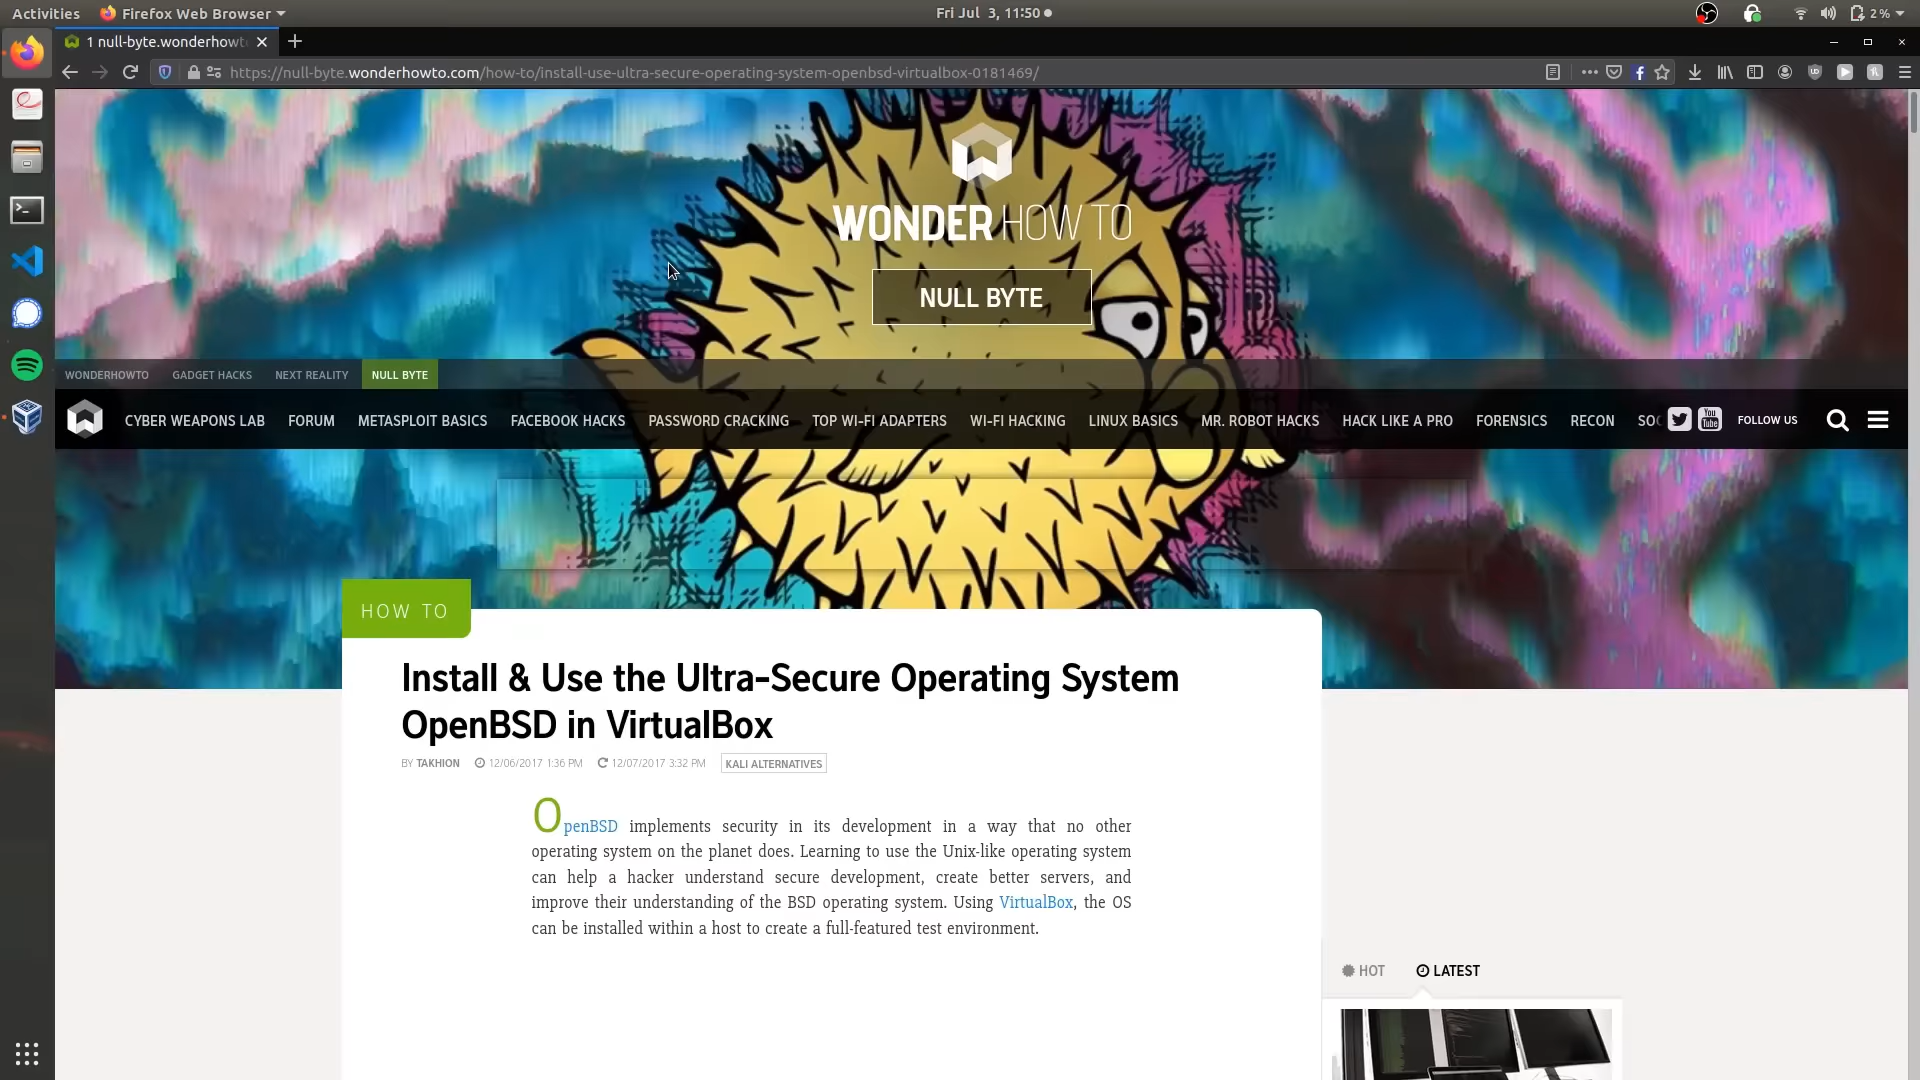 Activities Firefox Web Browser Fri Jul 3, 11:50 2%
1 null-byte.wonderhowt
https://null-byte.wonderhowto.com/how-to/install-use-ultra-secure-operating-system-openbsd-virtualbox-0181469/
WONDER HOW TO
NULL BYTE
WONDERHOWTO GADGET HACKS NEXT REALITY NULL BYTE
CYBER WEAPONS LAB FORUM METASPLOIT BASICS FACEBOOK HACKS PASSWORD CRACKING TOP WI-FI ADAPTERS WI-FI HACKING LINUX BASICS MR. ROBOT HACKS HACK LIKE A PRO FORENSICS RECON SOC You Tube FOLLOW US
HOW TO
Install & Use the Ultra-Secure Operating System
OpenBSD in VirtualBox
BY TAKHION 12/06/2017 1:36 PM 12/07/2017 3:32 PM KALI ALTERNATIVES
OpenBSD implements security in its development in a way that no other
operating system on the planet does. Learning to use the Unix-like operating system
can help a hacker understand secure development, create better servers, and
improve their understanding of the BSD operating system. Using VirtualBox, the OS
can be installed within a host to create a full-featured test environment.
HOT LATEST